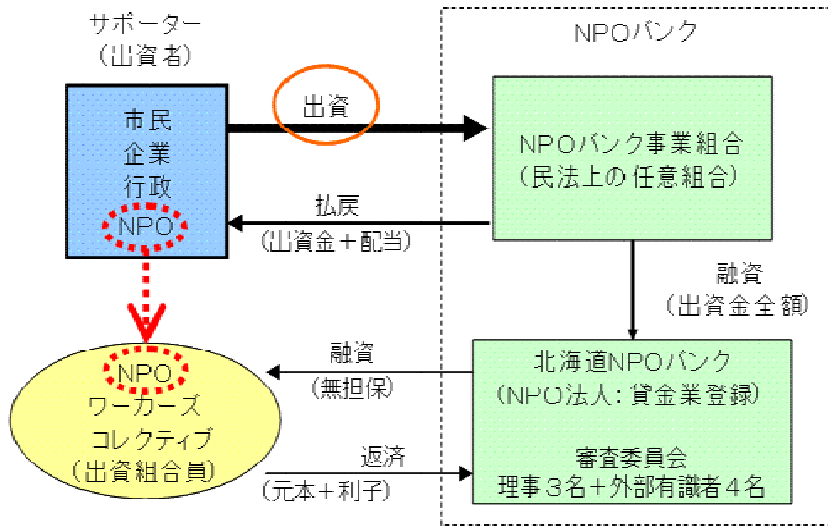 サポーター
（出資者）
市民
企業
行政
NPO
出資
払戻
（出資金＋配当）
NPOバンク
NPOバンク事業組合
（民法上の任意組合）
融資
（出資金全額）
NPO
ワーカーズ
コレクティブ
（出資組合員）
融資
（無担保）
返済
（元本＋利子）
北海道NPOバンク
（NPO法人：貸金業登録）
審査委員会
理事３名＋外部有識者４名